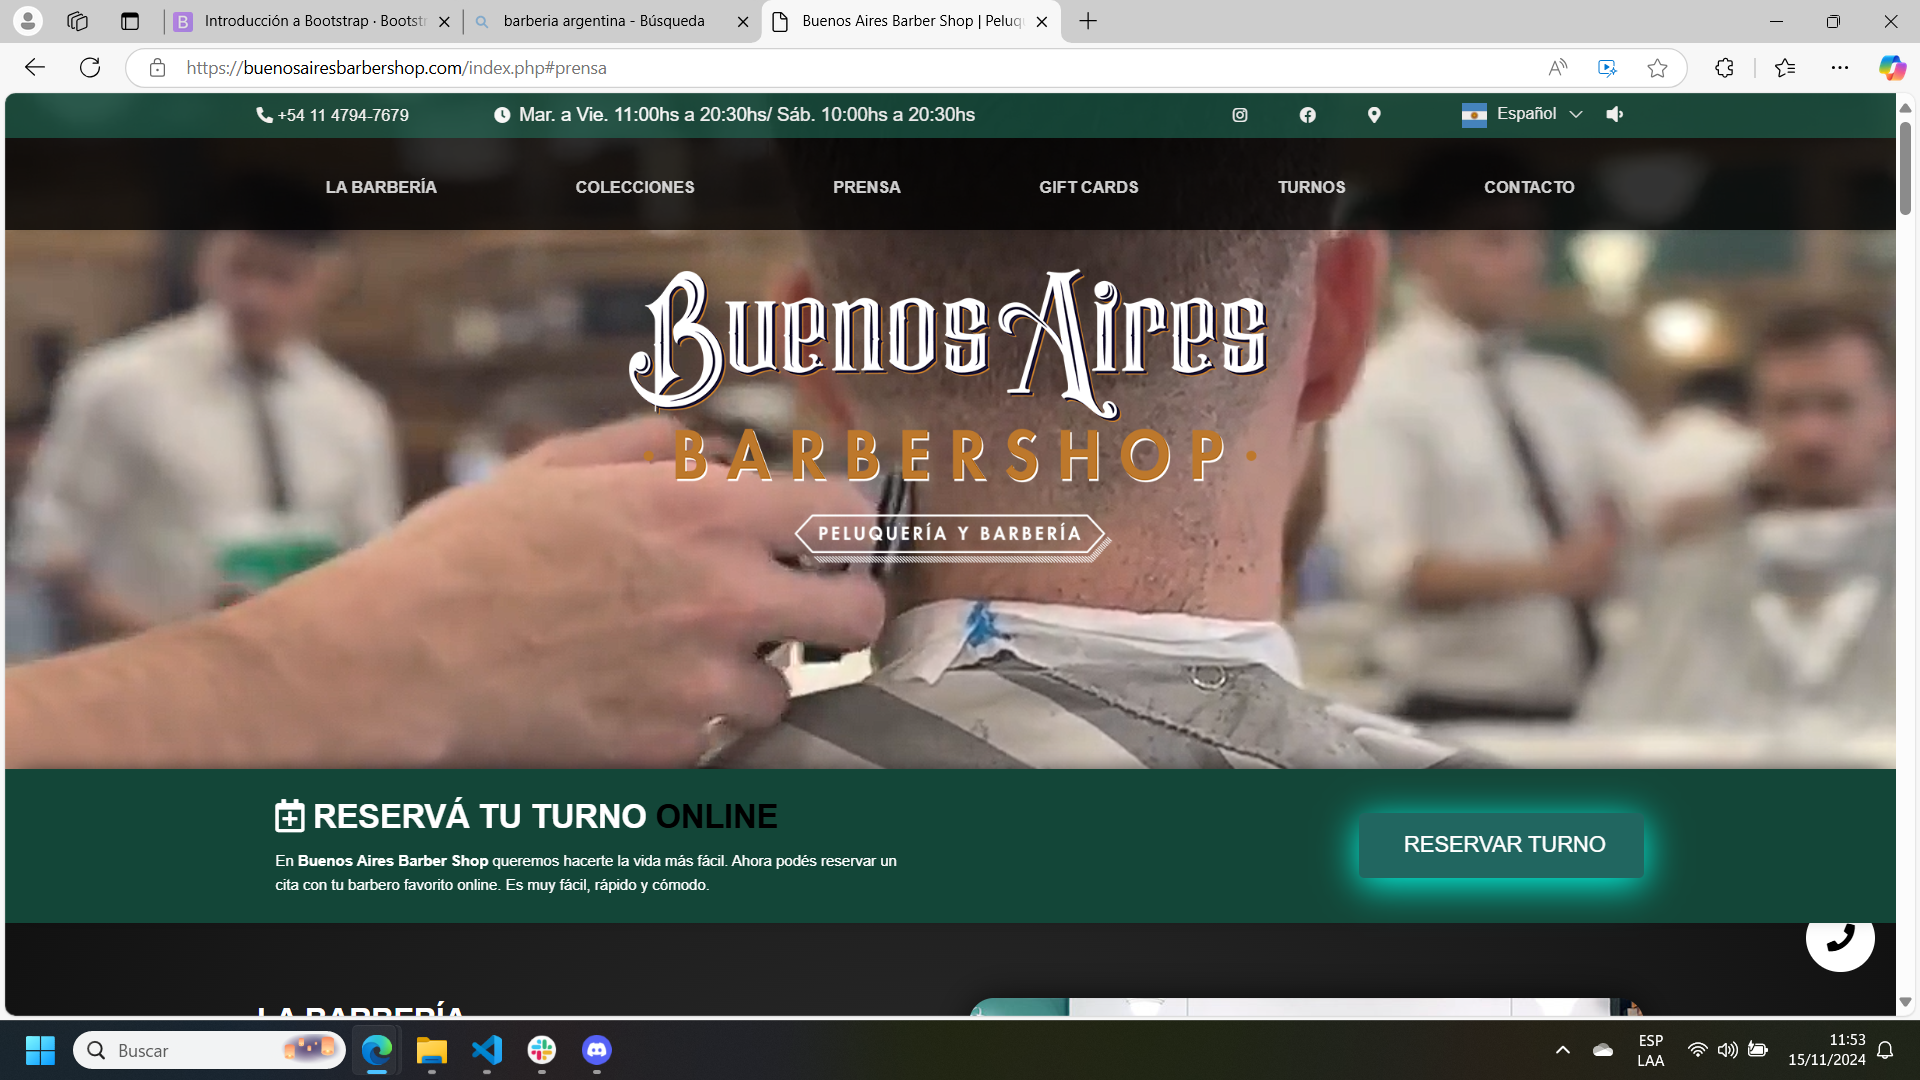 Introducción a Bootstrap · Bootstr
barberia argentina - Búsqueda
Buenos Aires Barber Shop | Peluqu
https://buenosairesbarbershop.com/index.php#prensa
+54 11 4794-7679
Mar. a Vie. 11:00hs a 20:30hs/ Sáb. 10:00hs a 20:30hs
Español
LA BARBERÍA
COLECCIONES
PRENSA
GIFT CARDS
TURNOS
CONTACTO
Buenos Aires
·BARBERSHOP·
PELUQUERÍA Y BARBERÍA
RESERVÁ TU TURNO ONLINE
En Buenos Aires Barber Shop queremos hacerte la vida más fácil. Ahora podés reservar un
cita con tu barbero favorito online. Es muy fácil, rápido y cómodo.
RESERVAR TURNO
LA BARBERÍA
Buscar
ESP
LAA
11:53
15/11/2024